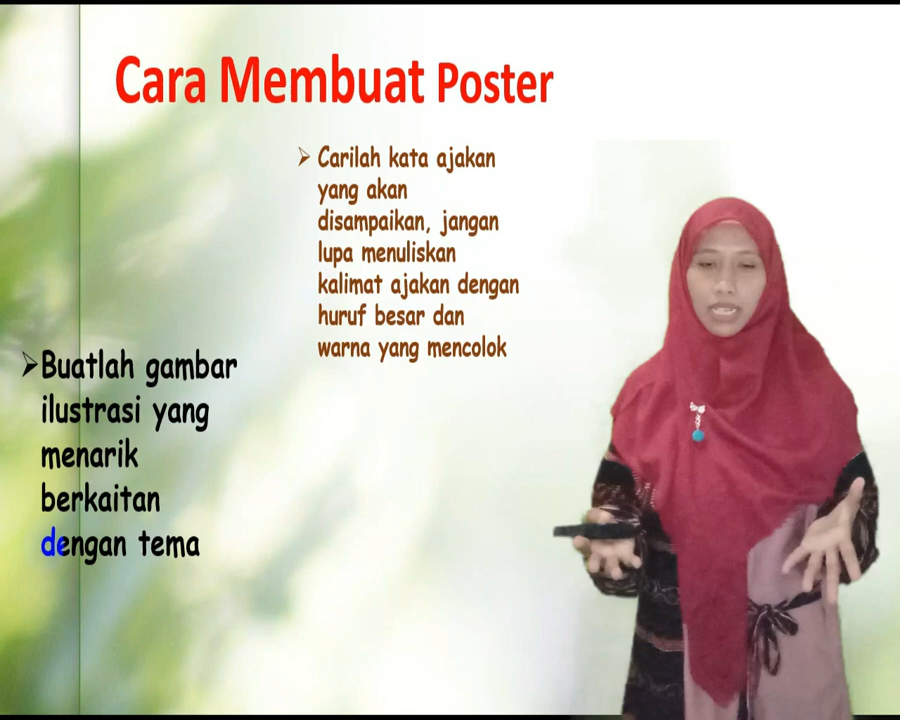 Cara Membuat Poster
➢ Carilah kata ajakan
yang akan
disampaikan, jangan
lupa menuliskan
kalimat ajakan dengan
huruf besar dan
warna yang mencolok
➢ Buatlah gambar
ilustrasi yang
menarik
berkaitan
dengan tema